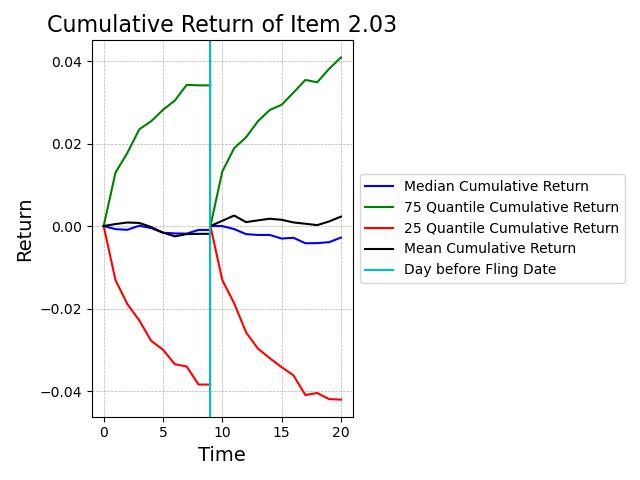 Cumulative Return of Item 2.03
0.04
0.02
0.00
−0.02
−0.04
Return
0
5
10
15
20
Time
Median Cumulative Return
75 Quantile Cumulative Return
25 Quantile Cumulative Return
Mean Cumulative Return
Day before Fling Date